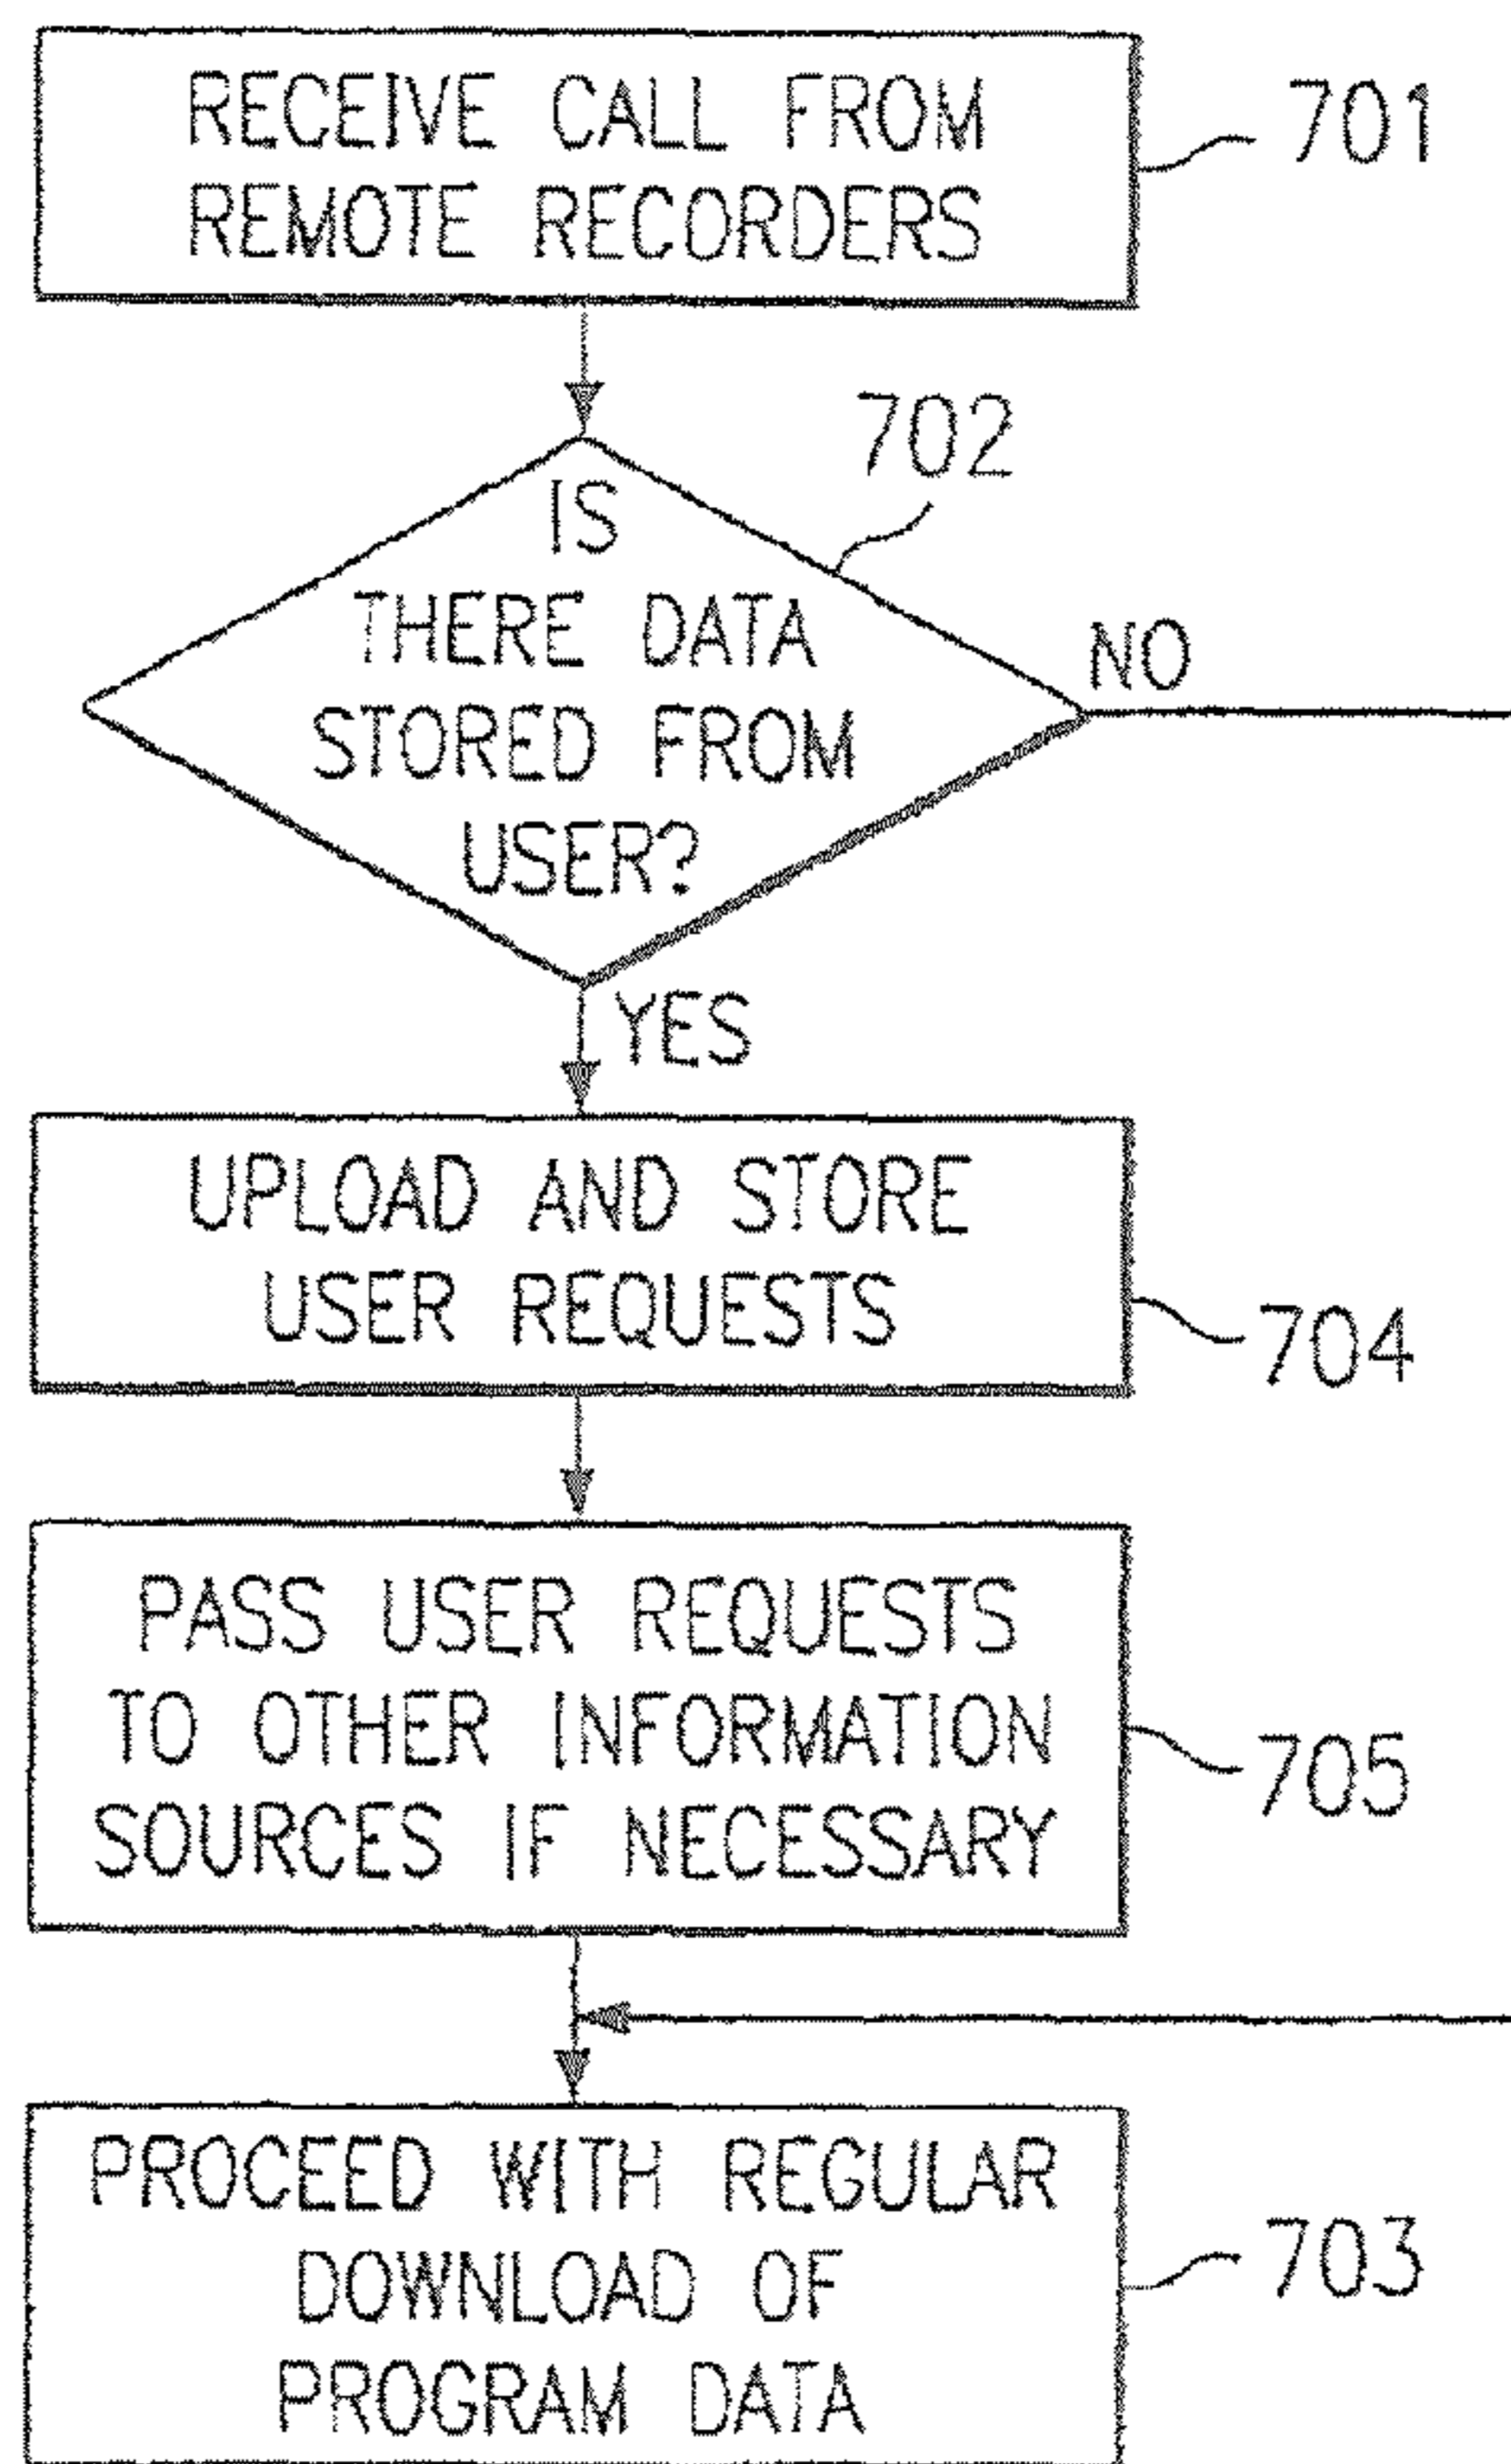 RECEIVE CALL FROM
REMOTE RECORDERS
701
702
IS
THERE DATA
STORED FROM
USER?
NO
YES
UPLOAD AND STORE
USER REQUESTS
704
PASS USER REQUESTS
TO OTHER INFORMATION
SOURCES IF NECESSARY
705
PROCEED WITH REGULAR
DOWNLOAD OF
PROGRAM DATA
703